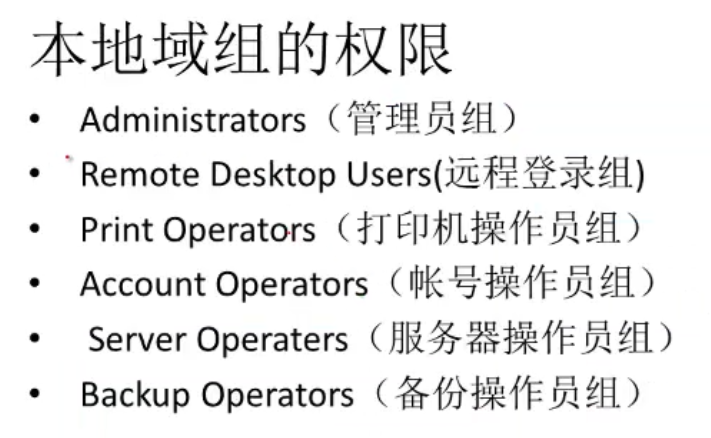 本地域组的权限
• Administrators（管理员组）
• Remote Desktop Users(远程登录组)
• Print Operators（打印机操作员组）
• Account Operators（帐号操作员组）
• Server Operaters（服务器操作员组）
• Backup Operators（备份操作员组）